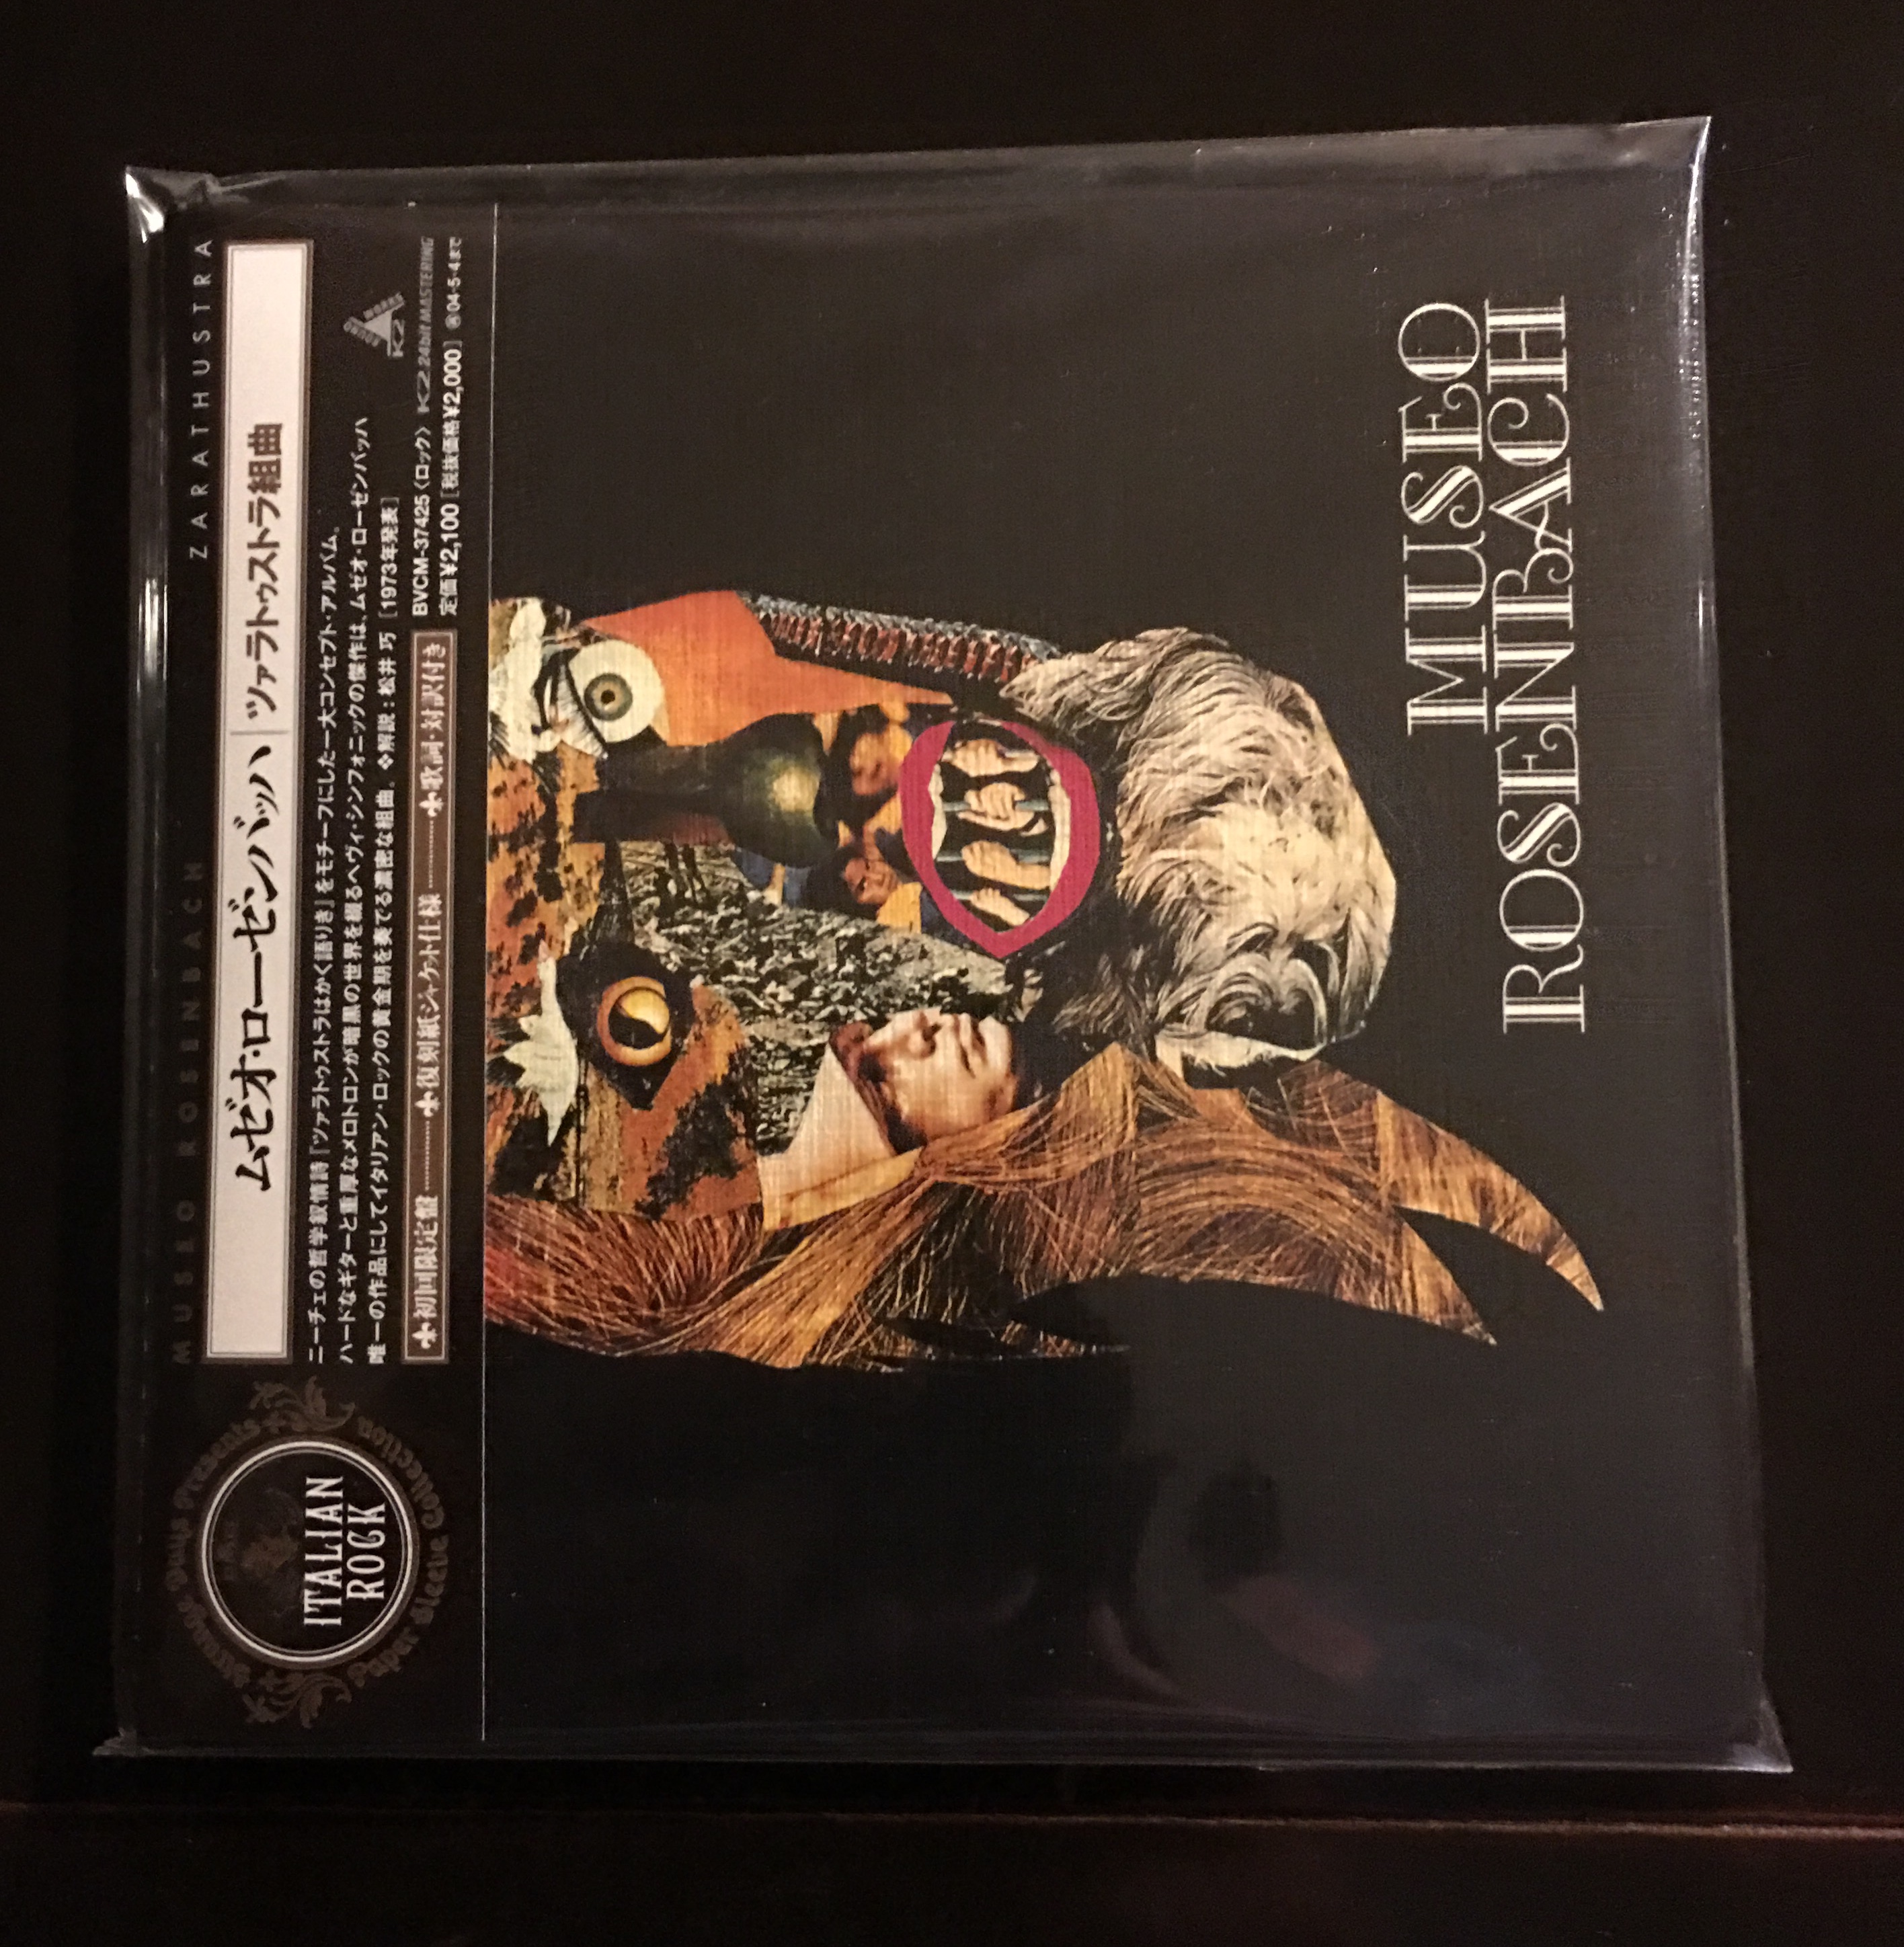 MUSEO ROSENBACH
ZARATHUSTRA
ムゼオ・ローゼンバッハ｜ツァラトゥストラ組曲
ニーチェの哲学叙情詩「ツァラトゥストラはかく語りき」をモチーフにした一大コンセプト・アルバム。
ハードなギターと重厚なメロトロンが暗黒の世界を綴るヘヴィ・シンフォニックの傑作は、ムゼオ・ローゼンバッハ
唯一の作品にしてイタリアン・ロックの黄金期を奏でる濃密な組曲。❖解説：松井 巧 [1973年発表]
初回限定盤
復刻紙ジャケット仕様
歌詞・対訳付き
BVCM-37425〈ロック〉
K2 24bit MASTERING
定価¥2,100 [税抜価格¥2,000] 04・5・4まで
WORKS
K2
Strange Days Presents
ITALIAN
ROCK
Paper Sleeve Collection
MUSEO
ROSENBACH